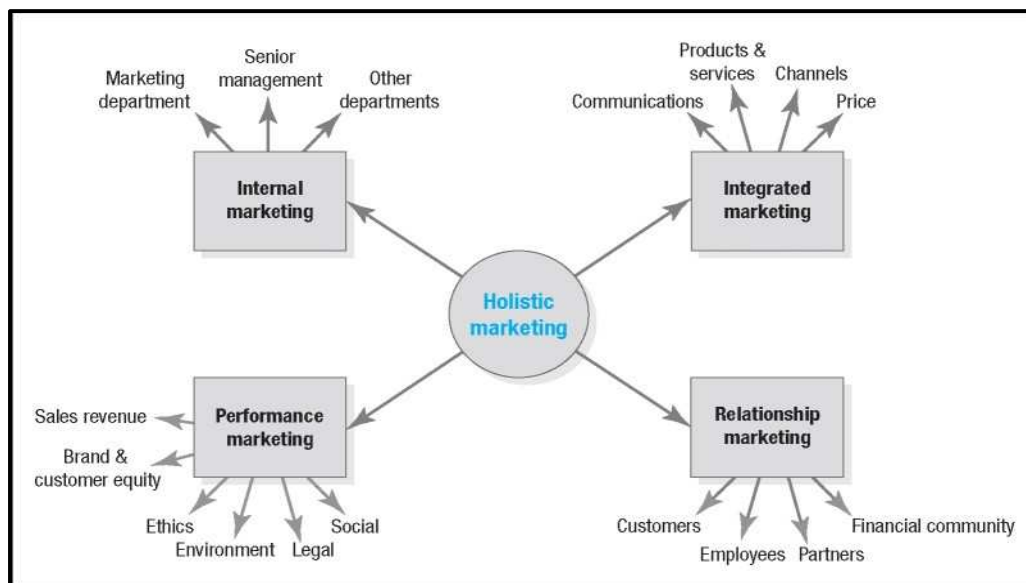 Senior
management
Marketing
department
Other
departments
Internal
marketing
Products &
services
Channels
Communications
Price
Integrated
marketing
Holistic
marketing
Performance
marketing
Sales revenue
Brand &
customer equity
Ethics
Environment
Legal
Social
Relationship
marketing
Customers
Employees
Partners
Financial community